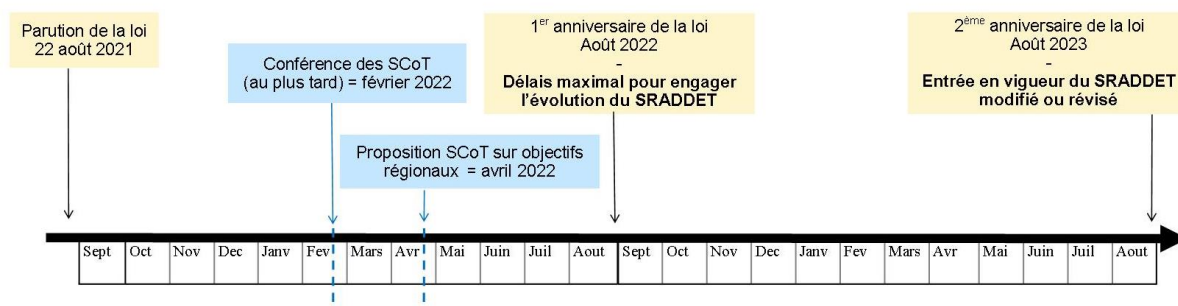 Parution de la loi
22 août 2021
Conférence des SCoT
(au plus tard) = février 2022
Proposition SCoT sur objectifs
régionaux = avril 2022
1er anniversaire de la loi
Août 2022
-
Délais maximal pour engager
l'évolution du SRADDET
2ème anniversaire de la loi
Août 2023
-
Entrée en vigueur du SRADDET
modifié ou révisé
Sept Oct Nov Dec Janv Fev Mars Avr Mai Juin Juil Aout Sept Oct Nov Dec Janv Fev Mars Avr Mai Juin Juil Aout